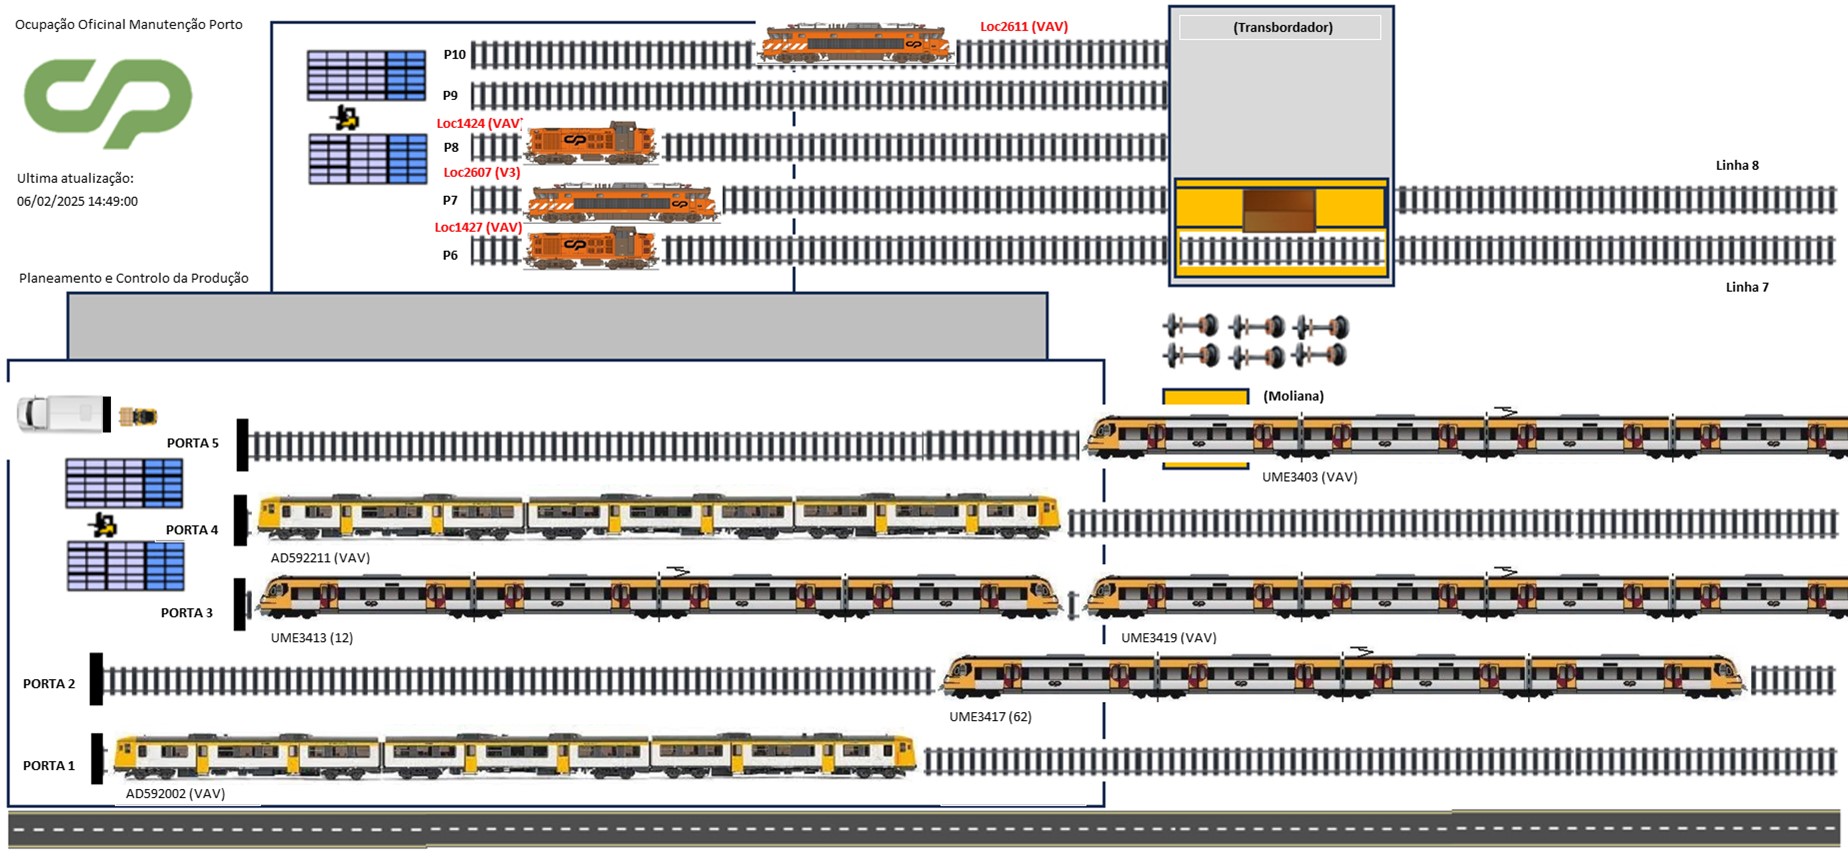 Ocupação Oficinal Manutenção Porto
Ultima atualização:
06/02/2025 14:49:00
Planeamento e Controlo da Produção
P10
Loc2611 (VAV)
(Transbordador)
P9
Loc1424 (VAV)
P8
Loc2607 (V3)
P7
Loc1427 (VAV)
P6
Linha 8
Linha 7
(Moliana)
PORTA 5
UME3403 (VAV)
PORTA 4
AD592211 (VAV)
PORTA 3
UME3413 (12)
UME3419 (VAV)
PORTA 2
UME3417 (62)
PORTA 1
AD592002 (VAV)